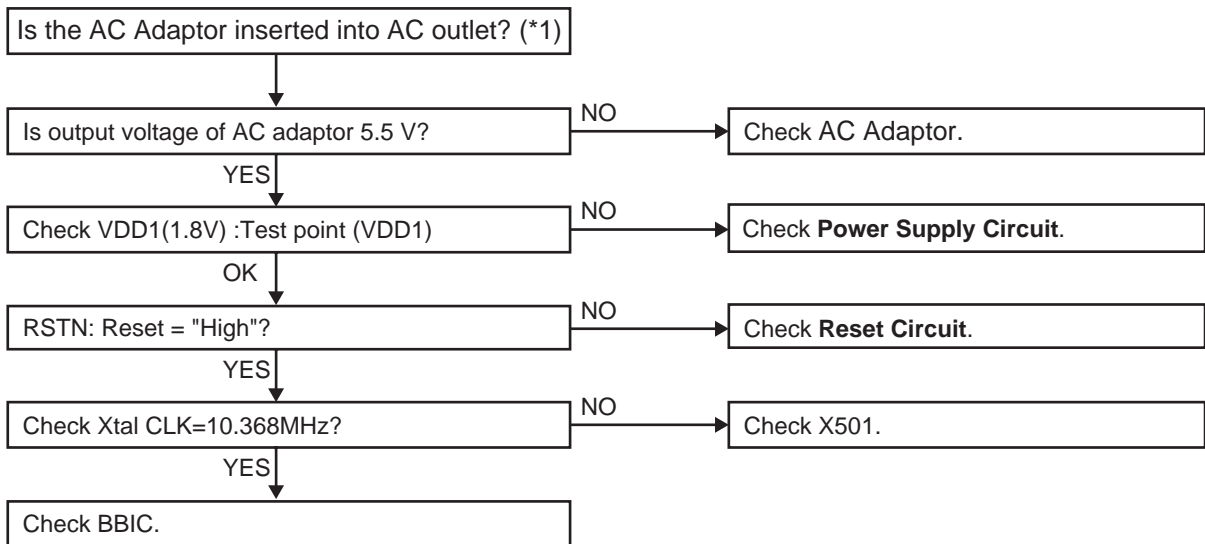 Is the AC Adaptor inserted into AC outlet? (*1)
Is output voltage of AC adaptor 5.5 V?
NO
Check AC Adaptor.
YES
Check VDD1(1.8V) :Test point (VDD1)
NO
Check Power Supply Circuit.
OK
RSTN: Reset = "High"?
NO
Check Reset Circuit.
YES
Check Xtal CLK=10.368MHz?
NO
Check X501.
YES
Check BBIC.